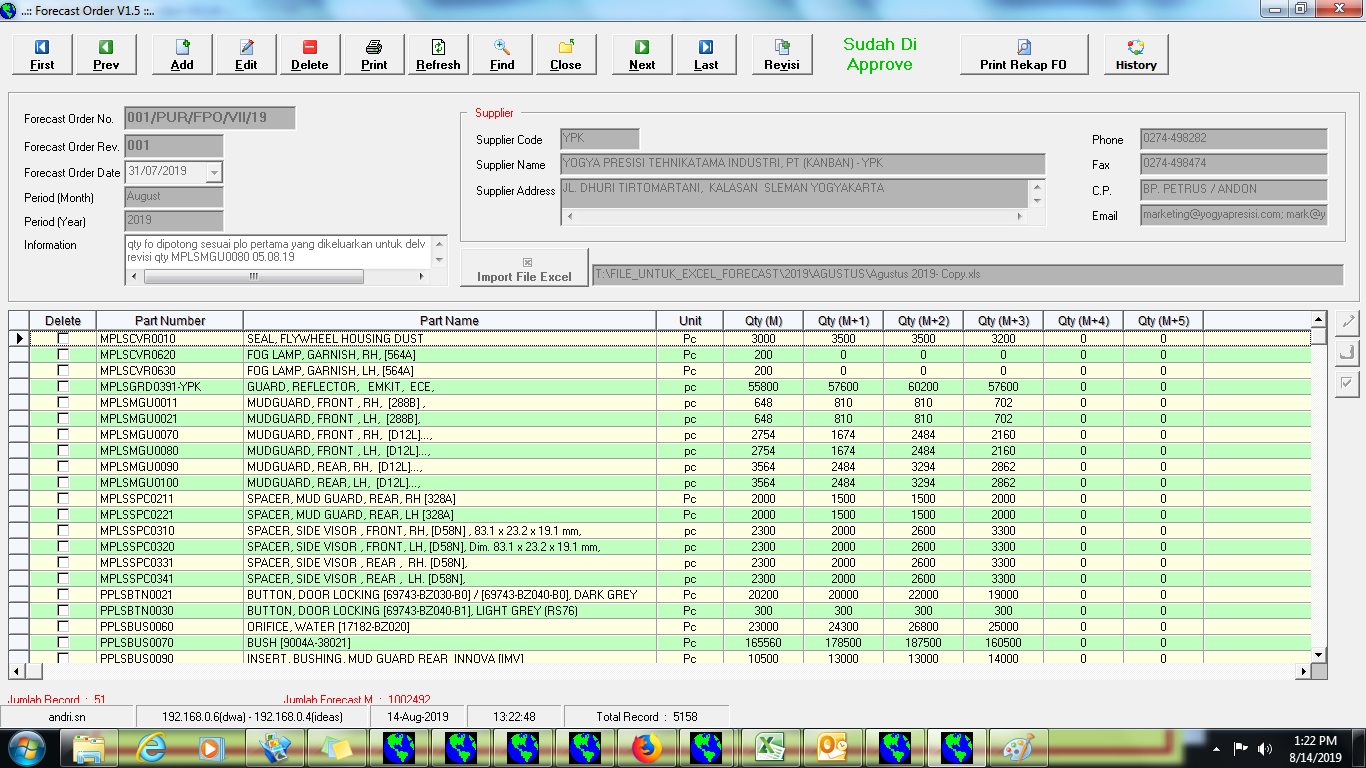 ..:: Forecast Order V1.5 ::..
First Prev Add Edit Delete Print Refresh Find Close Next Last Revisi Sudah Di Approve Print Rekap FO History
Forecast Order No. 001/PUR/FPO/VII/19
Forecast Order Rev. 001
Forecast Order Date 31/07/2019
Period (Month) August
Period (Year) 2019
Information qty fo dipotong sesuai plo pertama yang dikeluarkan untuk delv
revisi qty MPLSMGU0080 05.08.19
Supplier
Supplier Code YPK
Supplier Name YOGYA PRESISI TEHNIKATAMA INDUSTRI, PT (KANBAN) - YPK
Supplier Address JL. DHURI TIRTOMARTANI, KALASAN SLEMAN YOGYAKARTA
Phone 0274-498282
Fax 0274-498474
C.P. BP. PETRUS / ANDON
Email marketing@yogyapresisi.com; mark@y
Import File Excel T:\FILE_UNTUK_EXCEL_FORECAST\2019\AGUSTUS\Agustus 2019- Copy.xls
Delete Part Number Part Name Unit Qty (M) Qty (M+1) Qty (M+2) Qty (M+3) Qty (M+4) Qty (M+5)
MPLSCVR0010 SEAL, FLYWHEEL HOUSING DUST Pc 3000 3500 3500 3200 0 0
MPLSCVR0620 FOG LAMP, GARNISH, RH, [564A] Pc 200 0 0 0 0 0
MPLSCVR0630 FOG LAMP, GARNISH, LH, [564A] Pc 200 0 0 0 0 0
MPLSGRD0391-YPK GUARD, REFLECTOR, EMKIT, ECE, pc 55800 57600 60200 57600 0 0
MPLSMGU0011 MUDGUARD, FRONT , RH, [288B] , pc 648 810 810 702 0 0
MPLSMGU0021 MUDGUARD, FRONT , LH, [288B], pc 648 810 810 702 0 0
MPLSMGU0070 MUDGUARD, FRONT , RH, [D12L]..., pc 2754 1674 2484 2160 0 0
MPLSMGU0080 MUDGUARD, FRONT , LH, [D12L]..., pc 2754 1674 2484 2160 0 0
MPLSMGU0090 MUDGUARD, REAR, RH, [D12L]..., pc 3564 2484 3294 2862 0 0
MPLSMGU0100 MUDGUARD, REAR, LH, [D12L]..., pc 3564 2484 3294 2862 0 0
MPLSSPC0211 SPACER, MUD GUARD, REAR, RH [328A] Pc 2000 1500 1500 2000 0 0
MPLSSPC0221 SPACER, MUD GUARD, REAR, LH [328A] Pc 2000 1500 1500 2000 0 0
MPLSSPC0310 SPACER, SIDE VISOR , FRONT, RH, [D58N] , 83.1 x 23.2 x 19.1 mm, pc 2300 2000 2600 3300 0 0
MPLSSPC0320 SPACER, SIDE VISOR , FRONT, LH, [D58N], Dim. 83.1 x 23.2 x 19.1 mm, pc 2300 2000 2600 3300 0 0
MPLSSPC0331 SPACER, SIDE VISOR , REAR , RH. [D58N], pc 2300 2000 2600 3300 0 0
MPLSSPC0341 SPACER, SIDE VISOR , REAR , LH. [D58N], pc 2300 2000 2600 3300 0 0
PPLSBTN0021 BUTTON, DOOR LOCKING [69743-BZ030-B0] / [69743-BZ040-B0], DARK GREY Pc 20200 20000 22000 19000 0 0
PPLSBTN0030 BUTTON, DOOR LOCKING [69743-BZ040-B1], LIGHT GREY (RS76) Pc 300 300 300 300 0 0
PPLSBUS0060 ORIFICE, WATER [17182-BZ020] Pc 23000 24300 26800 25000 0 0
PPLSBUS0070 BUSH [9004A-38021] Pc 165560 178500 187500 160500 0 0
PPLSBUS0090 INSERT, BUSHING, MUD GUARD REAR INNOVA [IMV] Pc 10500 13000 13000 14000 0 0
Jumlah Record : 51 Jumlah Forecast M : 1002492
andri.sn 192.168.0.6(dwa) - 192.168.0.4(ideas) 14-Aug-2019 13:22:48 Total Record : 5158
1:22 PM
8/14/2019